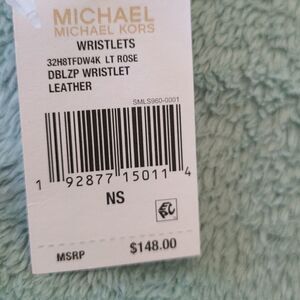 MICHAEL
MICHAEL KORS
WRISTLETS
32H8TFDW4K LT ROSE
DBLZP WRISTLET
LEATHER
SMLS960-0001
1 92877 15011 4
NS
MSRP $148.00